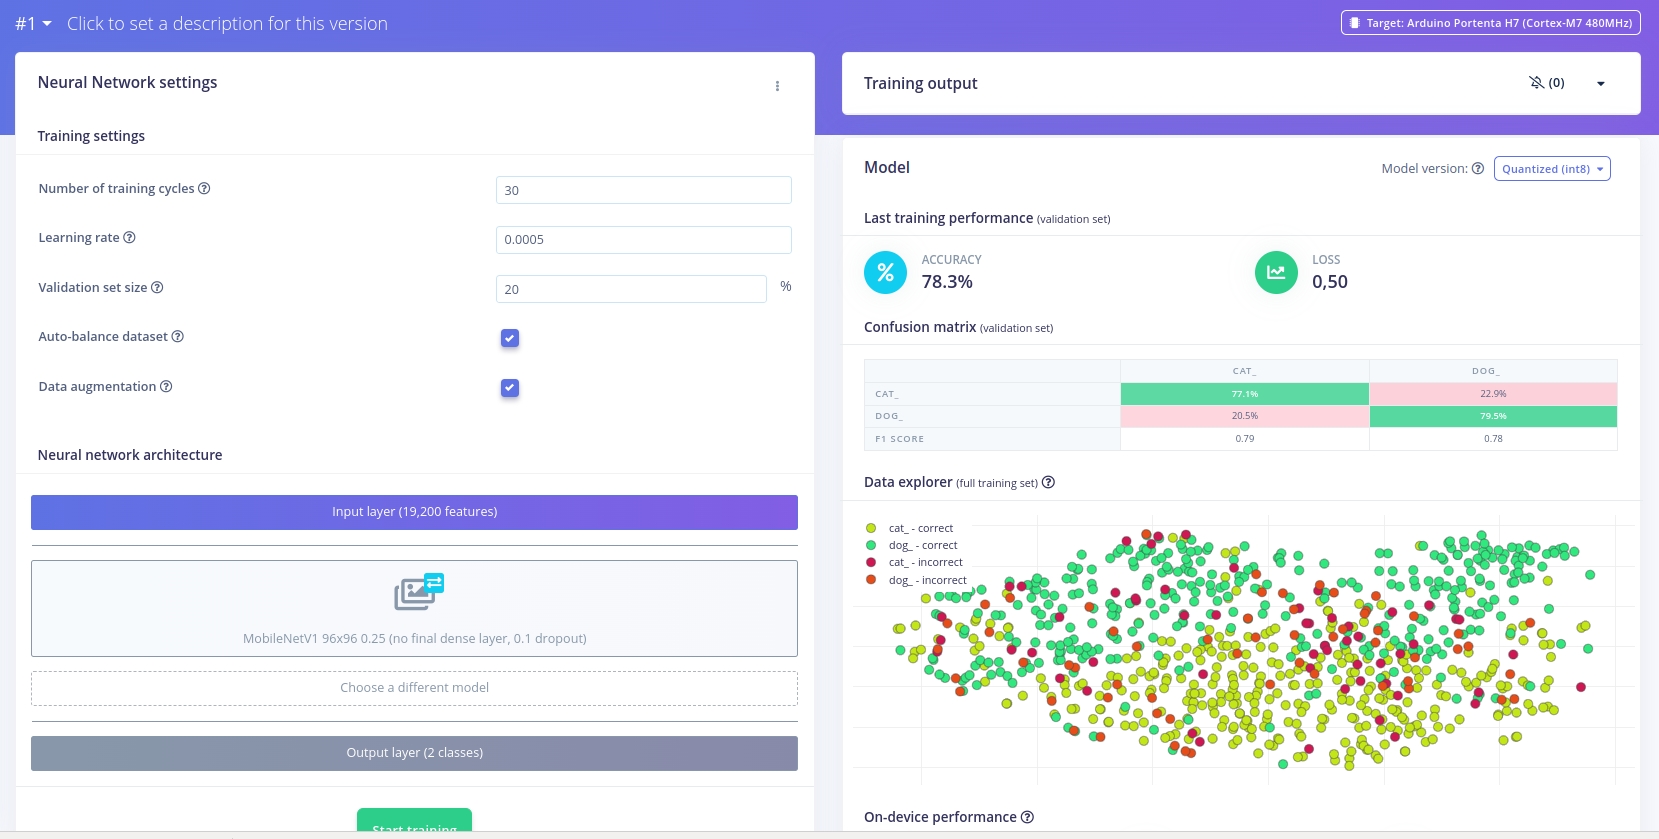 #1 Click to set a description for this version
Target: Arduino Portenta H7 (Cortex-M7 480MHz)
Neural Network settings
Training settings
Number of training cycles ?
30
Learning rate ?
0.0005
Validation set size ?
20 %
Auto-balance dataset ?
Data augmentation ?
Neural network architecture
Input layer (19,200 features)
MobileNetV1 96x96 0.25 (no final dense layer, 0.1 dropout)
Choose a different model
Output layer (2 classes)
Start training
Training output
(0)
Model
Model version: ? Quantized (int8)
Last training performance (validation set)
% ACCURACY
78.3%
LOSS
0,50
Confusion matrix (validation set)
CAT_ DOG_
CAT_ 77.1% 22.9%
DOG_ 20.5% 79.5%
F1 SCORE 0.79 0.78
Data explorer (full training set) ?
cat_ - correct
dog_ - correct
cat_ - incorrect
dog_ - incorrect
On-device performance ?